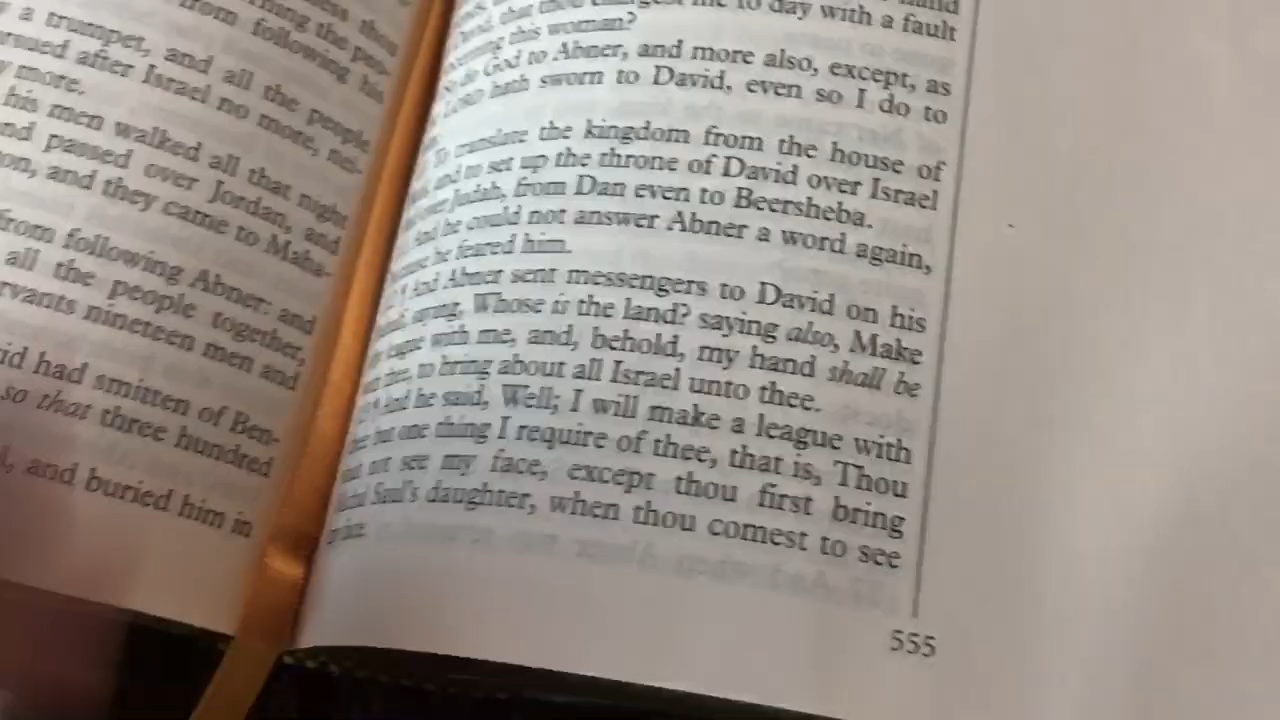 a trumpet, and all the people
after Israel no more,
more.
his men walked all that night
passed over Jordan, and
and they came to Maha-
from following Abner: and
all the people together,
nineteen men and
had smitten of Ben-
so that three hundred
and buried him in
to day with a fault
this woman?
God to Abner, and more also, except, as
hath sworn to David, even so I do to
To translate the kingdom from the house of
and to set up the throne of David over Israel
Judah, from Dan even to Beersheba.
And he could not answer Abner a word again,
he feared him.
¶ And Abner sent messengers to David on his
saying, Whose is the land? saying also, Make
league with me, and, behold, my hand shall be
thee, to bring about all Israel unto thee.
¶ And he said, Well; I will make a league with
but one thing I require of thee, that is, Thou
not see my face, except thou first bring
Saul's daughter, when thou comest to see
555